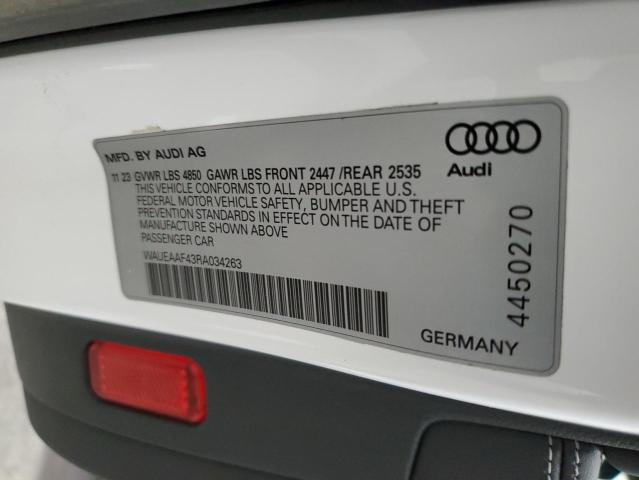 MFD. BY AUDI AG
11 23 GVWR LBS 4850 GAWR LBS FRONT 2447 /REAR 2535
THIS VEHICLE CONFORMS TO ALL APPLICABLE U.S.
FEDERAL MOTOR VEHICLE SAFETY, BUMPER AND THEFT
PREVENTION STANDARDS IN EFFECT ON THE DATE OF
MANUFACTURE SHOWN ABOVE
PASSENGER CAR
WAUEAAF43RA034263
Audi
4450270
GERMANY